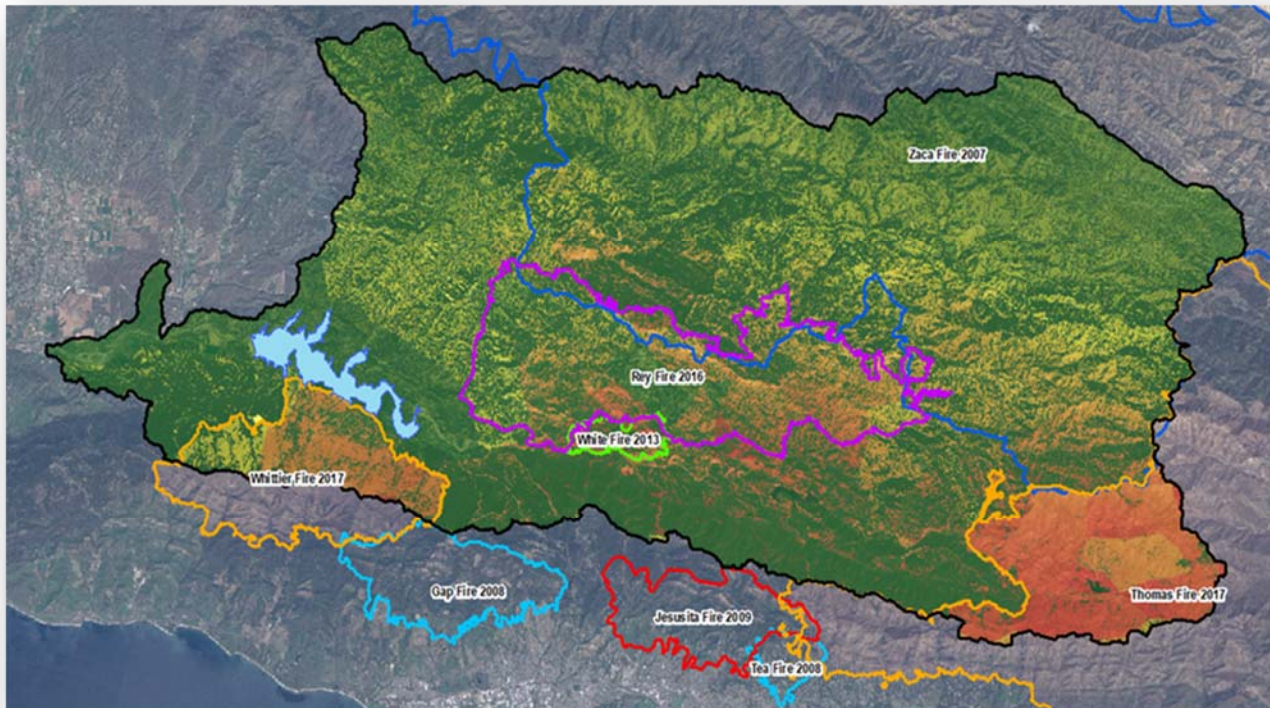 Zaca Fire 2007
Rey Fire 2016
White Fire 2013
Whittier Fire 2017
Gap Fire 2008
Thomas Fire 2017
Jesusita Fire 2009
Tea Fire 2008